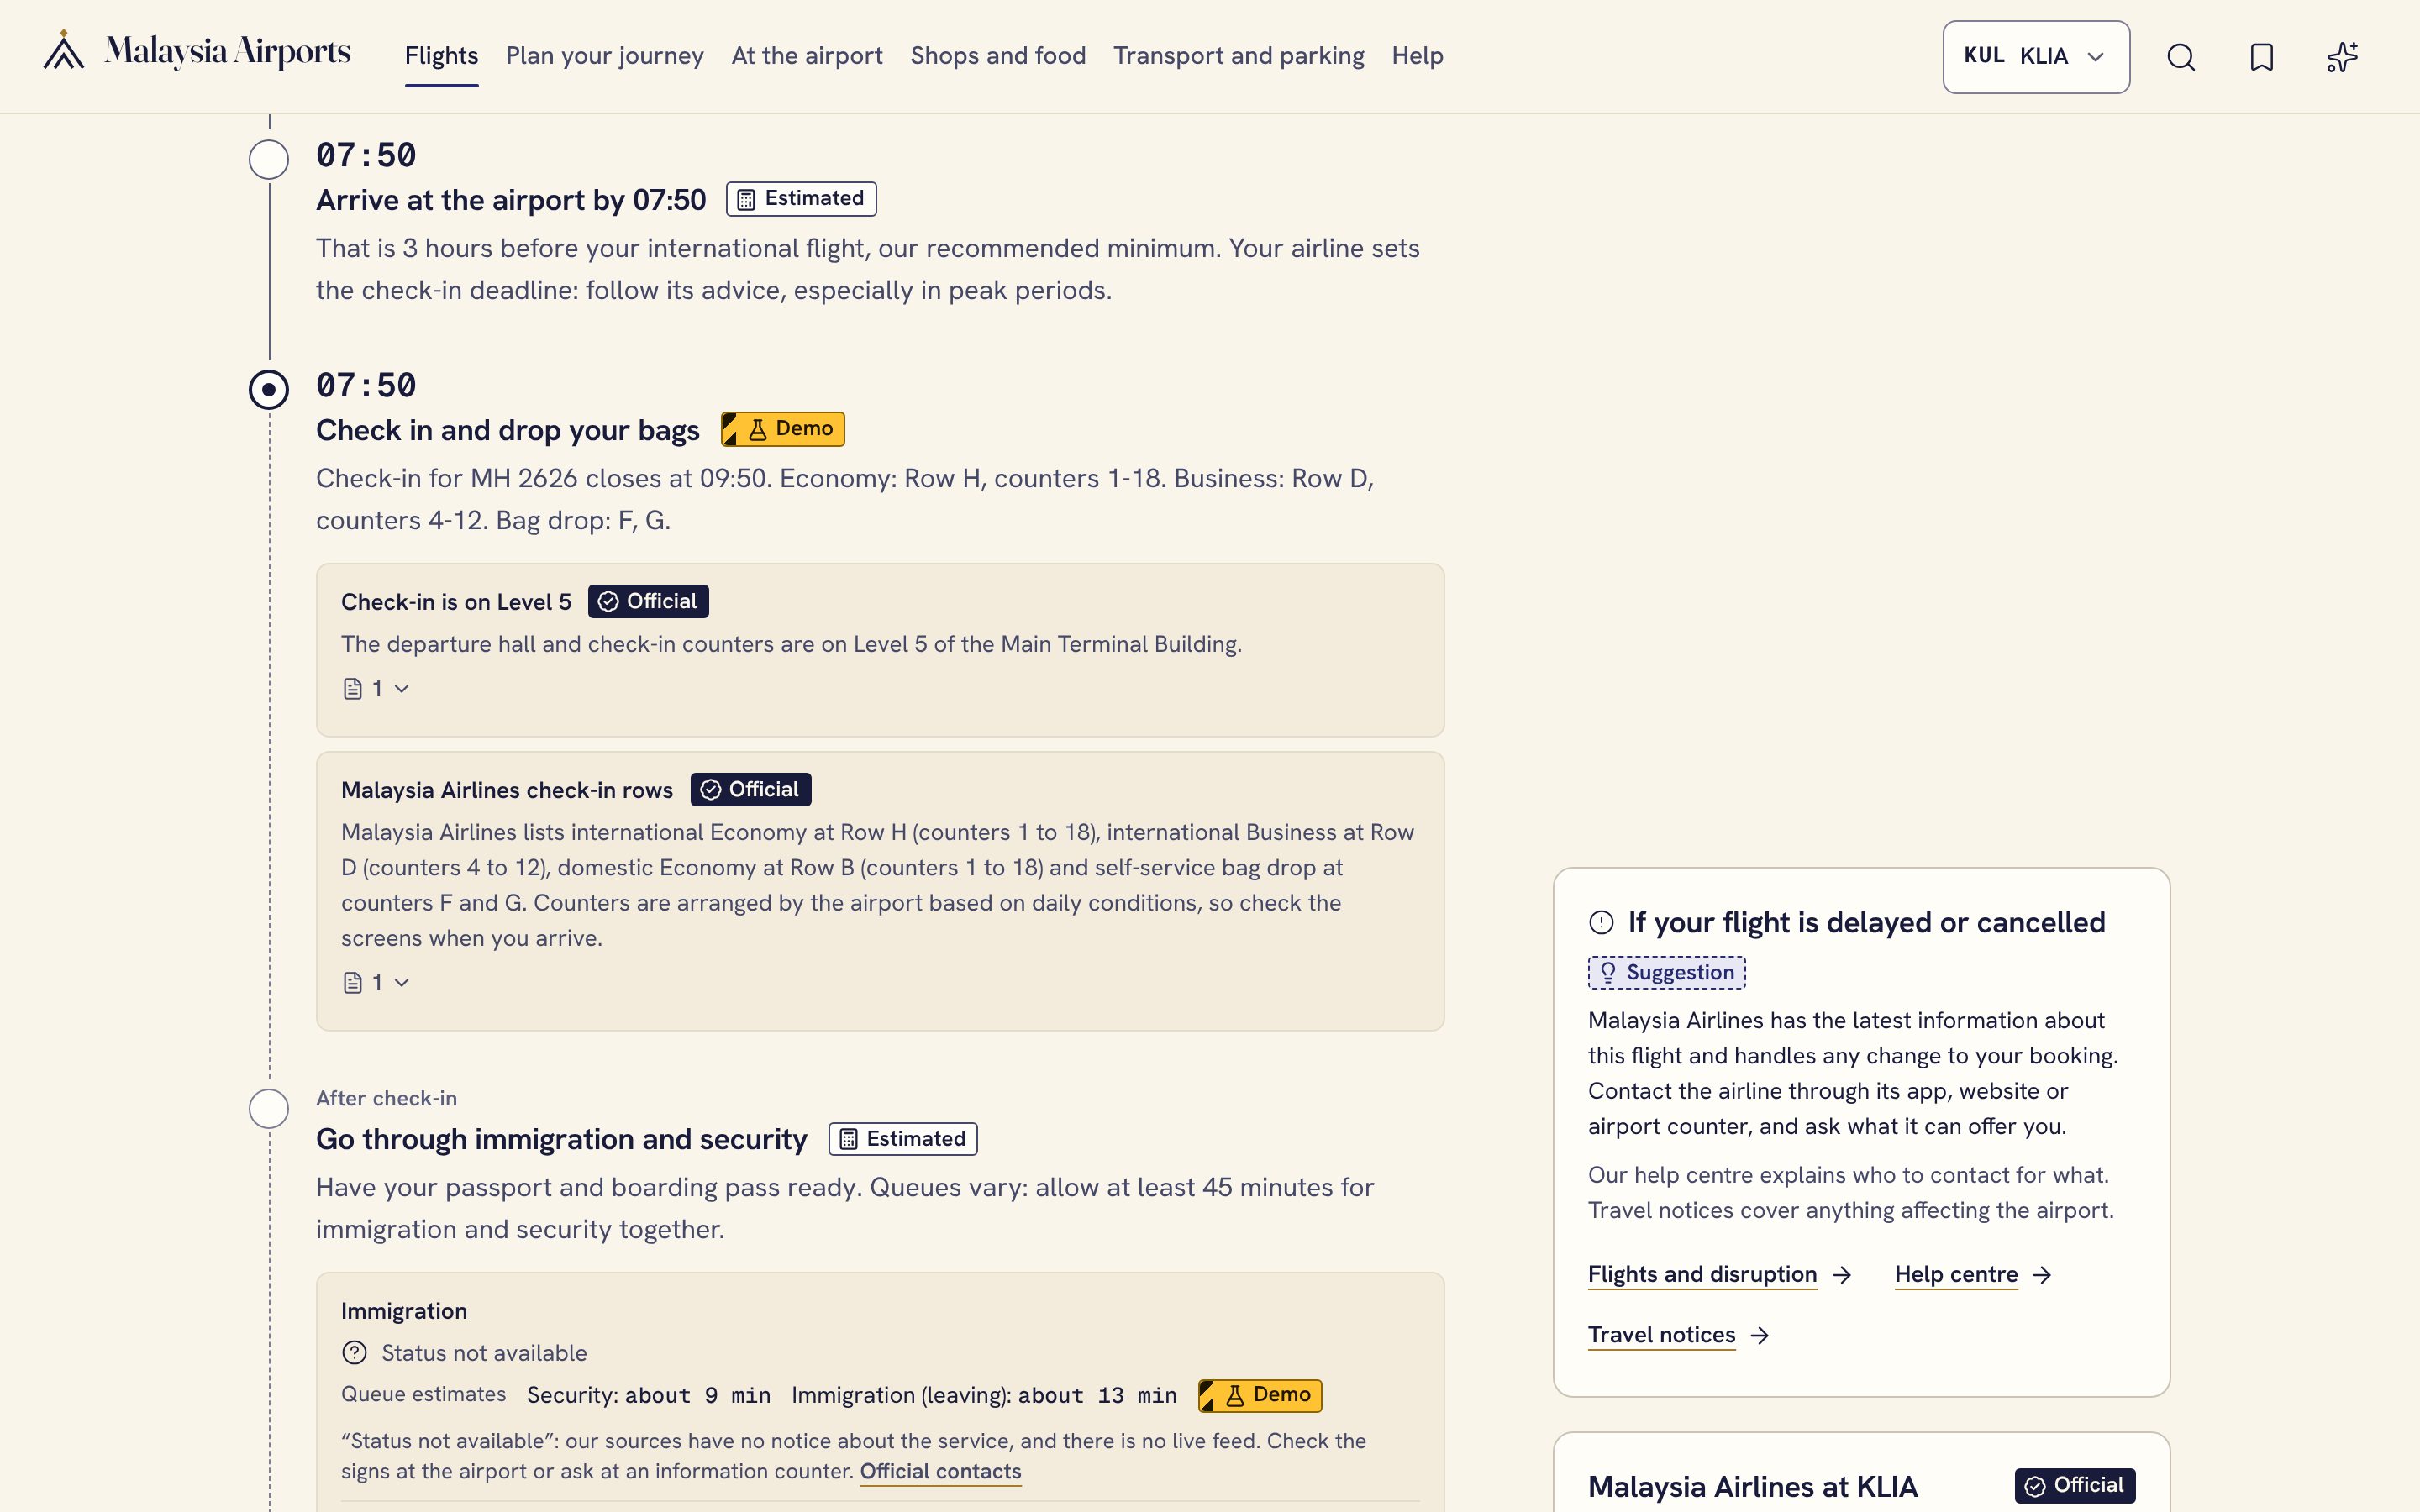 Malaysia Airports
Flights
Plan your journey
At the airport
Shops and food
Transport and parking
Help
KUL KLIA
07:50
Arrive at the airport by 07:50
Estimated
That is 3 hours before your international flight, our recommended minimum. Your airline sets
the check-in deadline: follow its advice, especially in peak periods.
07:50
Check in and drop your bags
Demo
Check-in for MH 2626 closes at 09:50. Economy: Row H, counters 1-18. Business: Row D,
counters 4-12. Bag drop: F, G.
Check-in is on Level 5
Official
The departure hall and check-in counters are on Level 5 of the Main Terminal Building.
1
Malaysia Airlines check-in rows
Official
Malaysia Airlines lists international Economy at Row H (counters 1 to 18), international Business at Row
D (counters 4 to 12), domestic Economy at Row B (counters 1 to 18) and self-service bag drop at
counters F and G. Counters are arranged by the airport based on daily conditions, so check the
screens when you arrive.
1
After check-in
Go through immigration and security
Estimated
Have your passport and boarding pass ready. Queues vary: allow at least 45 minutes for
immigration and security together.
Immigration
Status not available
Queue estimates Security: about 9 min Immigration (leaving): about 13 min Demo
“Status not available”: our sources have no notice about the service, and there is no live feed. Check the
signs at the airport or ask at an information counter. Official contacts
If your flight is delayed or cancelled
Suggestion
Malaysia Airlines has the latest information about
this flight and handles any change to your booking.
Contact the airline through its app, website or
airport counter, and ask what it can offer you.
Our help centre explains who to contact for what.
Travel notices cover anything affecting the airport.
Flights and disruption
Help centre
Travel notices
Malaysia Airlines at KLIA
Official